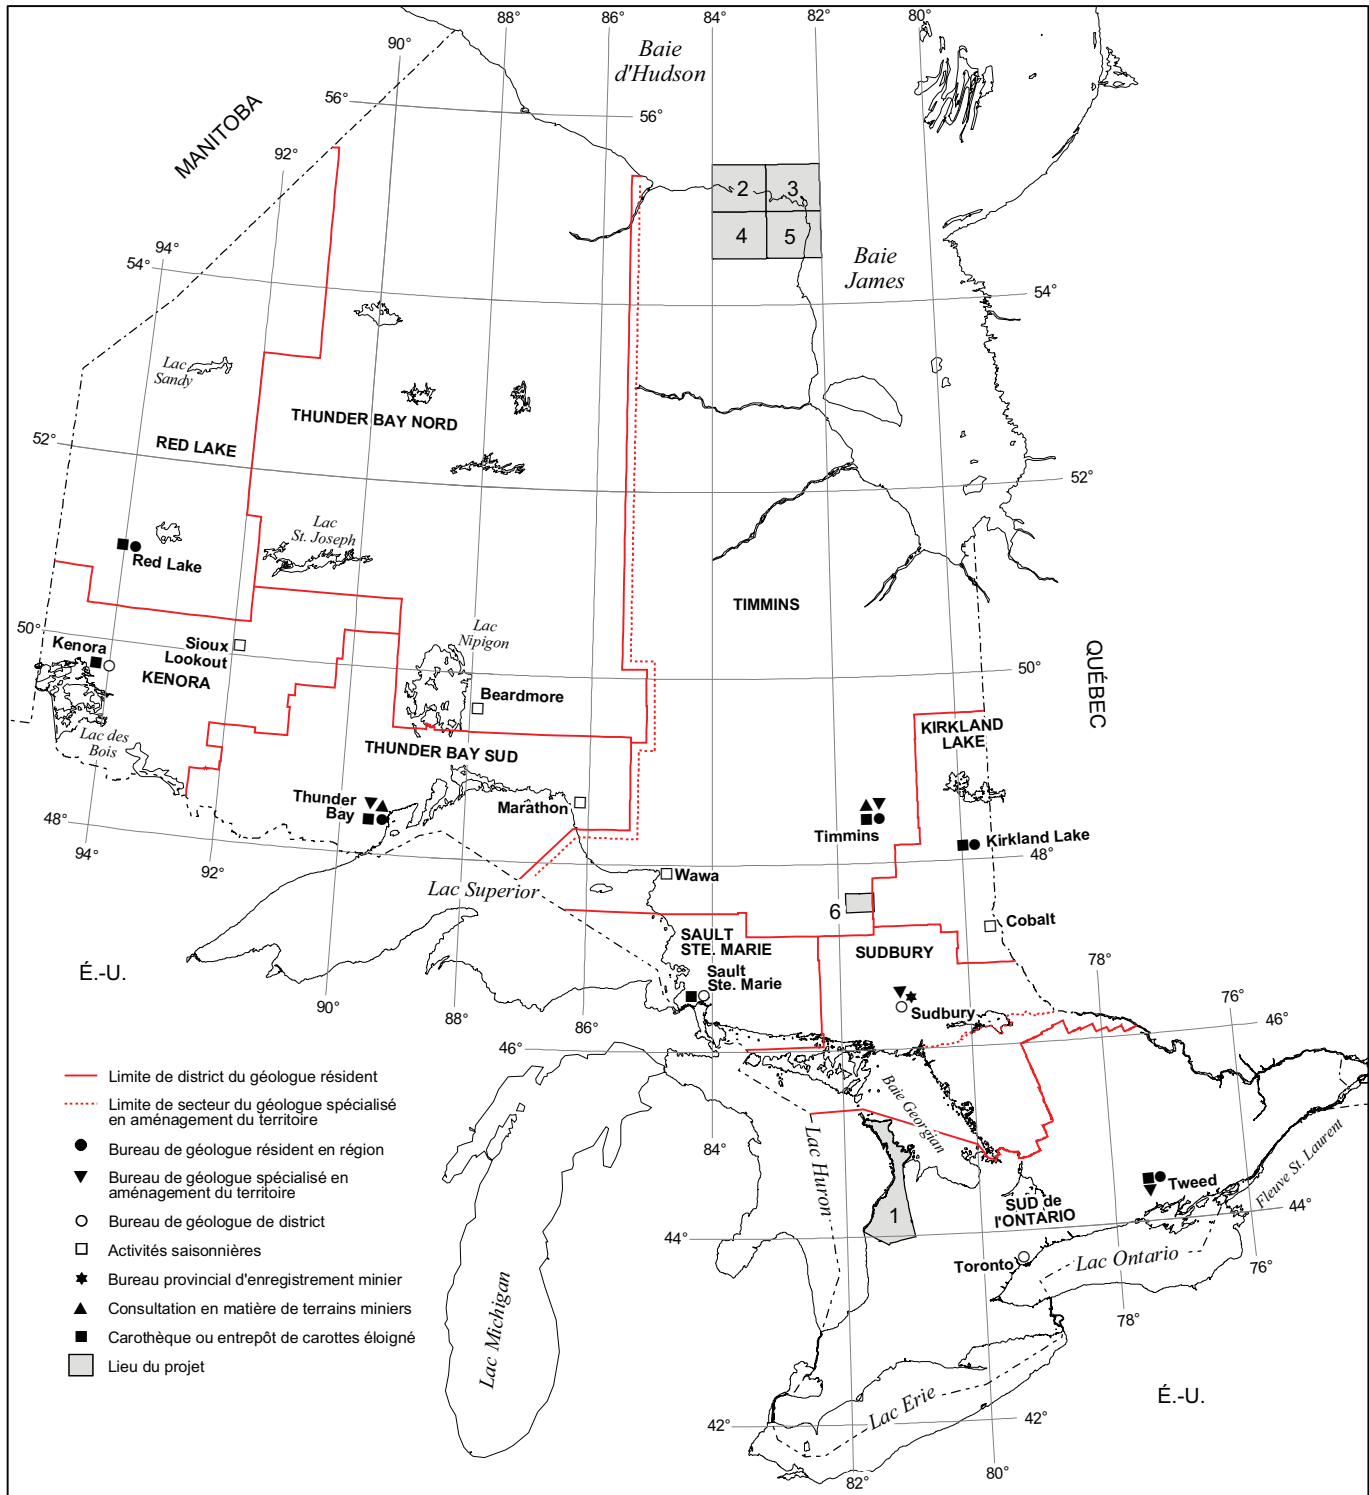 88°
86°
84°
82°
80°
90°
Baie
d'Hudson
56°
56°
MANITOBA
92°
2
3
4
5
94°
54°
Baie
James
54°
Lac
Sandy
THUNDER BAY NORD
52°
RED LAKE
52°
Lac
St. Joseph
Red Lake
TIMMINS
50°
Kenora
Sioux
Lookout
KENORA
Lac
Nipigon
50°
QUÉBEC
Beardmore
KIRKLAND
LAKE
Lac des
Bois
THUNDER BAY SUD
Thunder
Bay
Marathon
Timmins
Kirkland Lake
48°
48°
94°
92°
Wawa
Lac Superior
6
Cobalt
SAULT
STE. MARIE
SUDBURY
É.-U.
Sault
Ste. Marie
78°
76°
Sudbury
90°
88°
86°
46°
46°
Limite de district du géologue résident
Limite de secteur du géologue spécialisé
en aménagement du territoire
Bureau de géologue résident en région
Bureau de géologue spécialisé en
aménagement du territoire
Bureau de géologue de district
Activités saisonnières
Bureau provincial d'enregistrement minier
Consultation en matière de terrains miniers
Carothèque ou entrepôt de carottes éloigné
Lieu du projet
Baie Georgian
84°
Lac Huron
Fleuve St. Laurent
Tweed
1
SUD de
l'ONTARIO
44°
44°
Toronto
Lac Ontario
76°
78°
Lac Michigan
Lac Erie
É.-U.
42°
42°
80°
82°